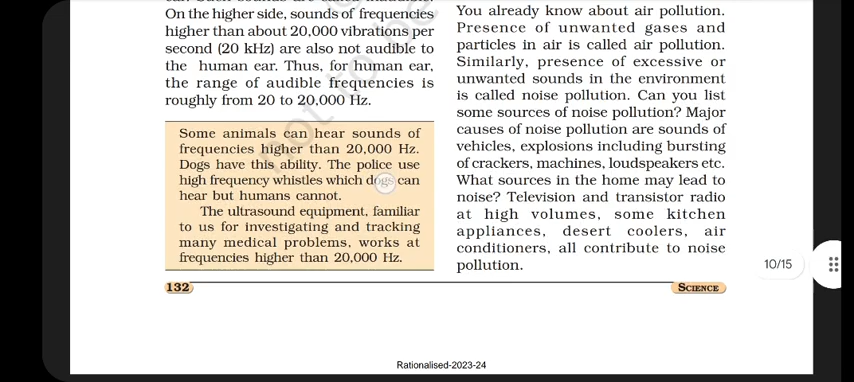 On the higher side, sounds of frequencies
higher than about 20,000 vibrations per
second (20 kHz) are also not audible to
the human ear. Thus, for human ear,
the range of audible frequencies is
roughly from 20 to 20,000 Hz.
Some animals can hear sounds of
frequencies higher than 20,000 Hz.
Dogs have this ability. The police use
high frequency whistles which dogs can
hear but humans cannot.
The ultrasound equipment, familiar
to us for investigating and tracking
many medical problems, works at
frequencies higher than 20,000 Hz.
You already know about air pollution.
Presence of unwanted gases and
particles in air is called air pollution.
Similarly, presence of excessive or
unwanted sounds in the environment
is called noise pollution. Can you list
some sources of noise pollution? Major
causes of noise pollution are sounds of
vehicles, explosions including bursting
of crackers, machines, loudspeakers etc.
What sources in the home may lead to
noise? Television and transistor radio
at high volumes, some kitchen
appliances, desert coolers, air
conditioners, all contribute to noise
pollution.
10/15
132
SCIENCE
Rationalised-2023-24
not to be